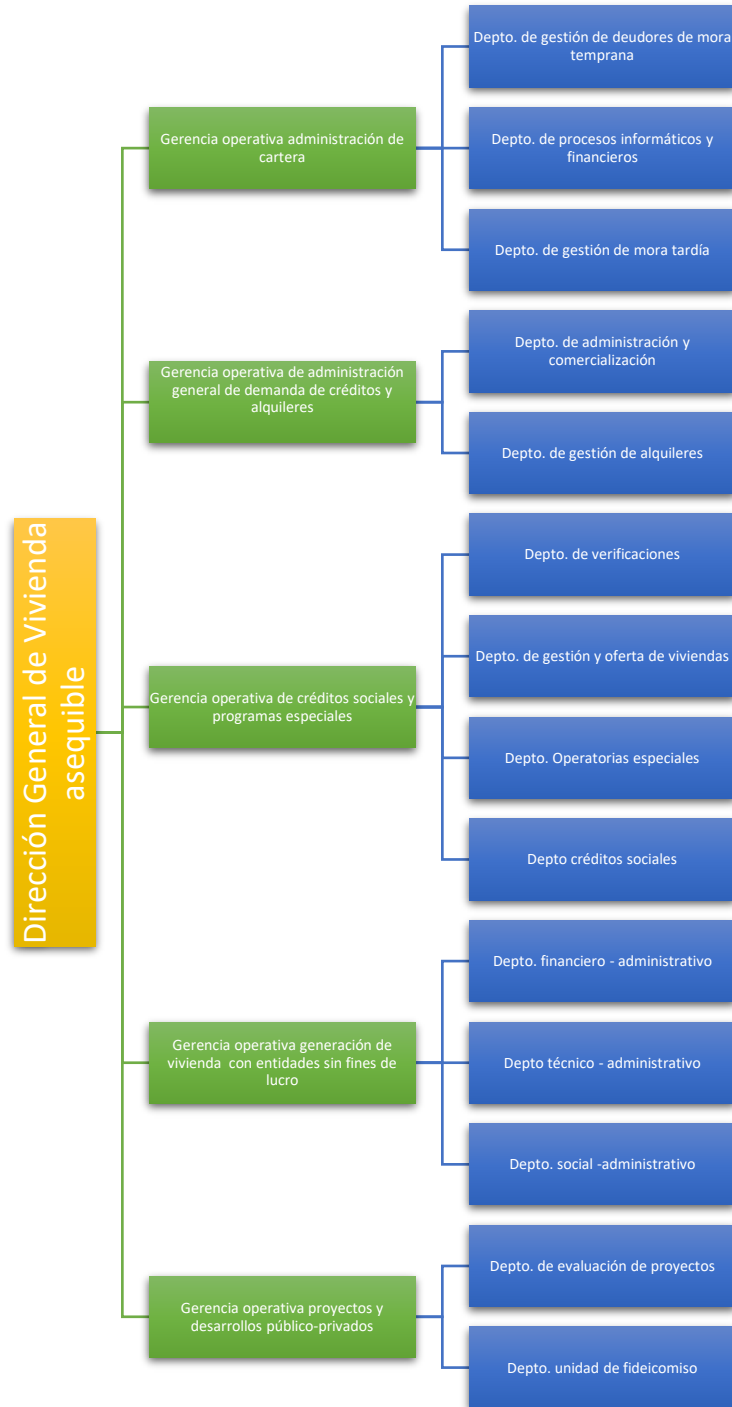 Dirección General de Vivienda
asequible
Gerencia operativa administración de
cartera
Depto. de gestión de deudores de mora
temprana
Depto. de procesos informáticos y
financieros
Depto. de gestión de mora tardía
Gerencia operativa de administración
general de demanda de créditos y
alquileres
Depto. de administración y
comercialización
Depto. de gestión de alquileres
Gerencia operativa de créditos sociales y
programas especiales
Depto. de verificaciones
Depto. de gestión y oferta de viviendas
Depto. Operatorias especiales
Depto créditos sociales
Gerencia operativa generación de
vivienda  con entidades sin fines de
lucro
Depto. financiero - administrativo
Depto técnico - administrativo
Depto. social -administrativo
Gerencia operativa proyectos y
desarrollos público-privados
Depto. de evaluación de proyectos
Depto. unidad de fideicomiso